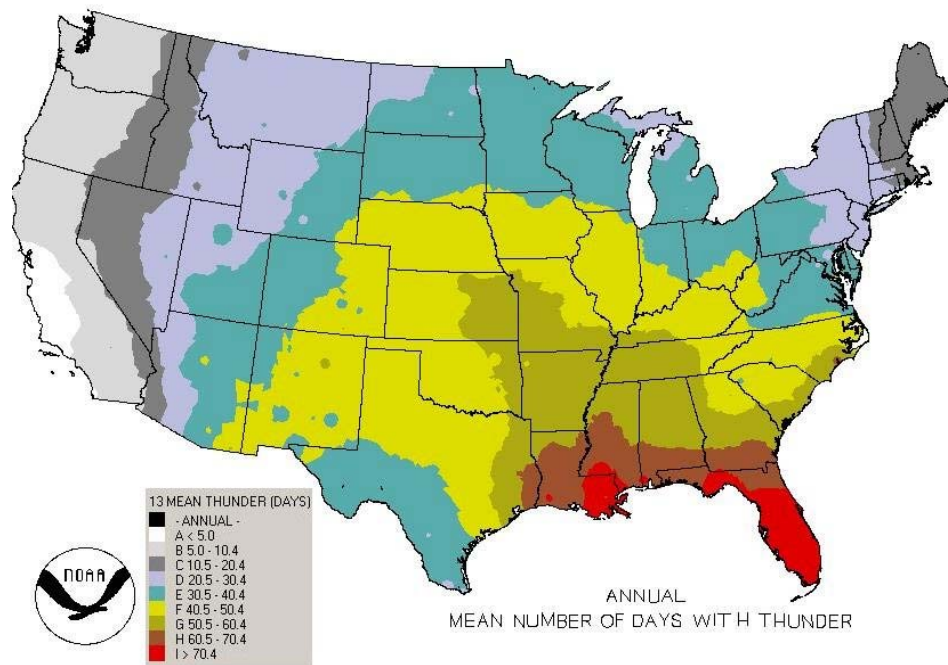 13 MEAN THUNDER (DAYS)
- ANNUAL -
A < 5.0
B 5.0 - 10.4
C 10.5 - 20.4
D 20.5 - 30.4
E 30.5 - 40.4
F 40.5 - 50.4
G 50.5 - 60.4
H 60.5 - 70.4
I > 70.4
NOAA
ANNUAL
MEAN NUMBER OF DAYS WITH THUNDER